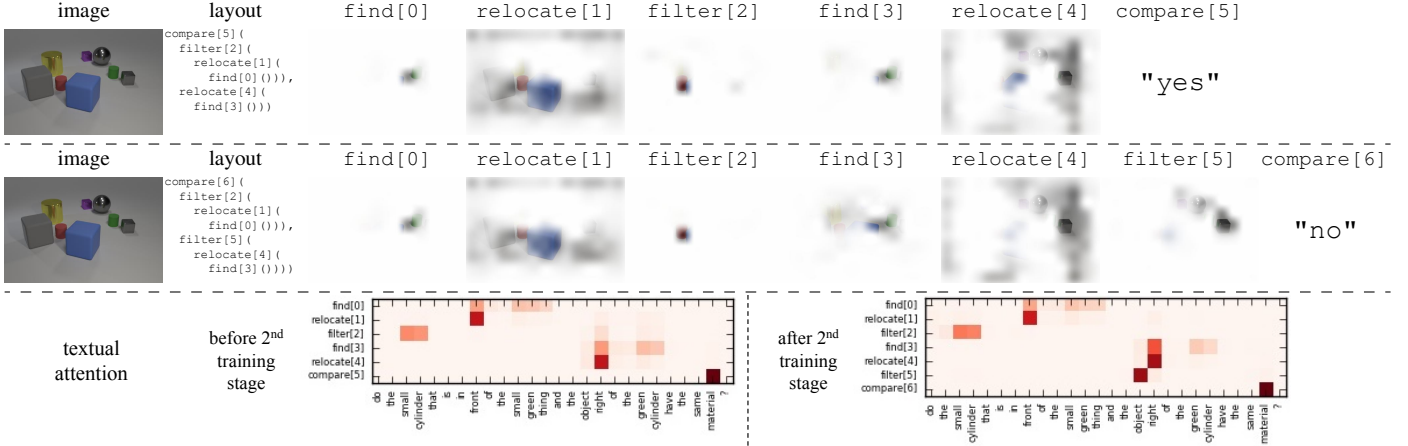 image layout find[0] relocate[1] filter[2] find[3] relocate[4] compare[5]
compare[5](
filter[2](
relocate[1](
find[0]())),
relocate[4](
find[3]()))
"yes"
image layout find[0] relocate[1] filter[2] find[3] relocate[4] filter[5] compare[6]
compare[6](
filter[2](
relocate[1](
find[0]())),
filter[5](
relocate[4](
find[3]())))
"no"
textual
attention
before 2nd
training
stage
find[0]
relocate[1]
filter[2]
find[3]
relocate[4]
compare[5]
do the small cylinder that is in front of the small green thing and the object right of the green cylinder have the same material ?
after 2nd
training
stage
find[0]
relocate[1]
filter[2]
find[3]
relocate[4]
filter[5]
compare[6]
do the small cylinder that is in front of the small green thing and the object right of the green cylinder have the same material ?